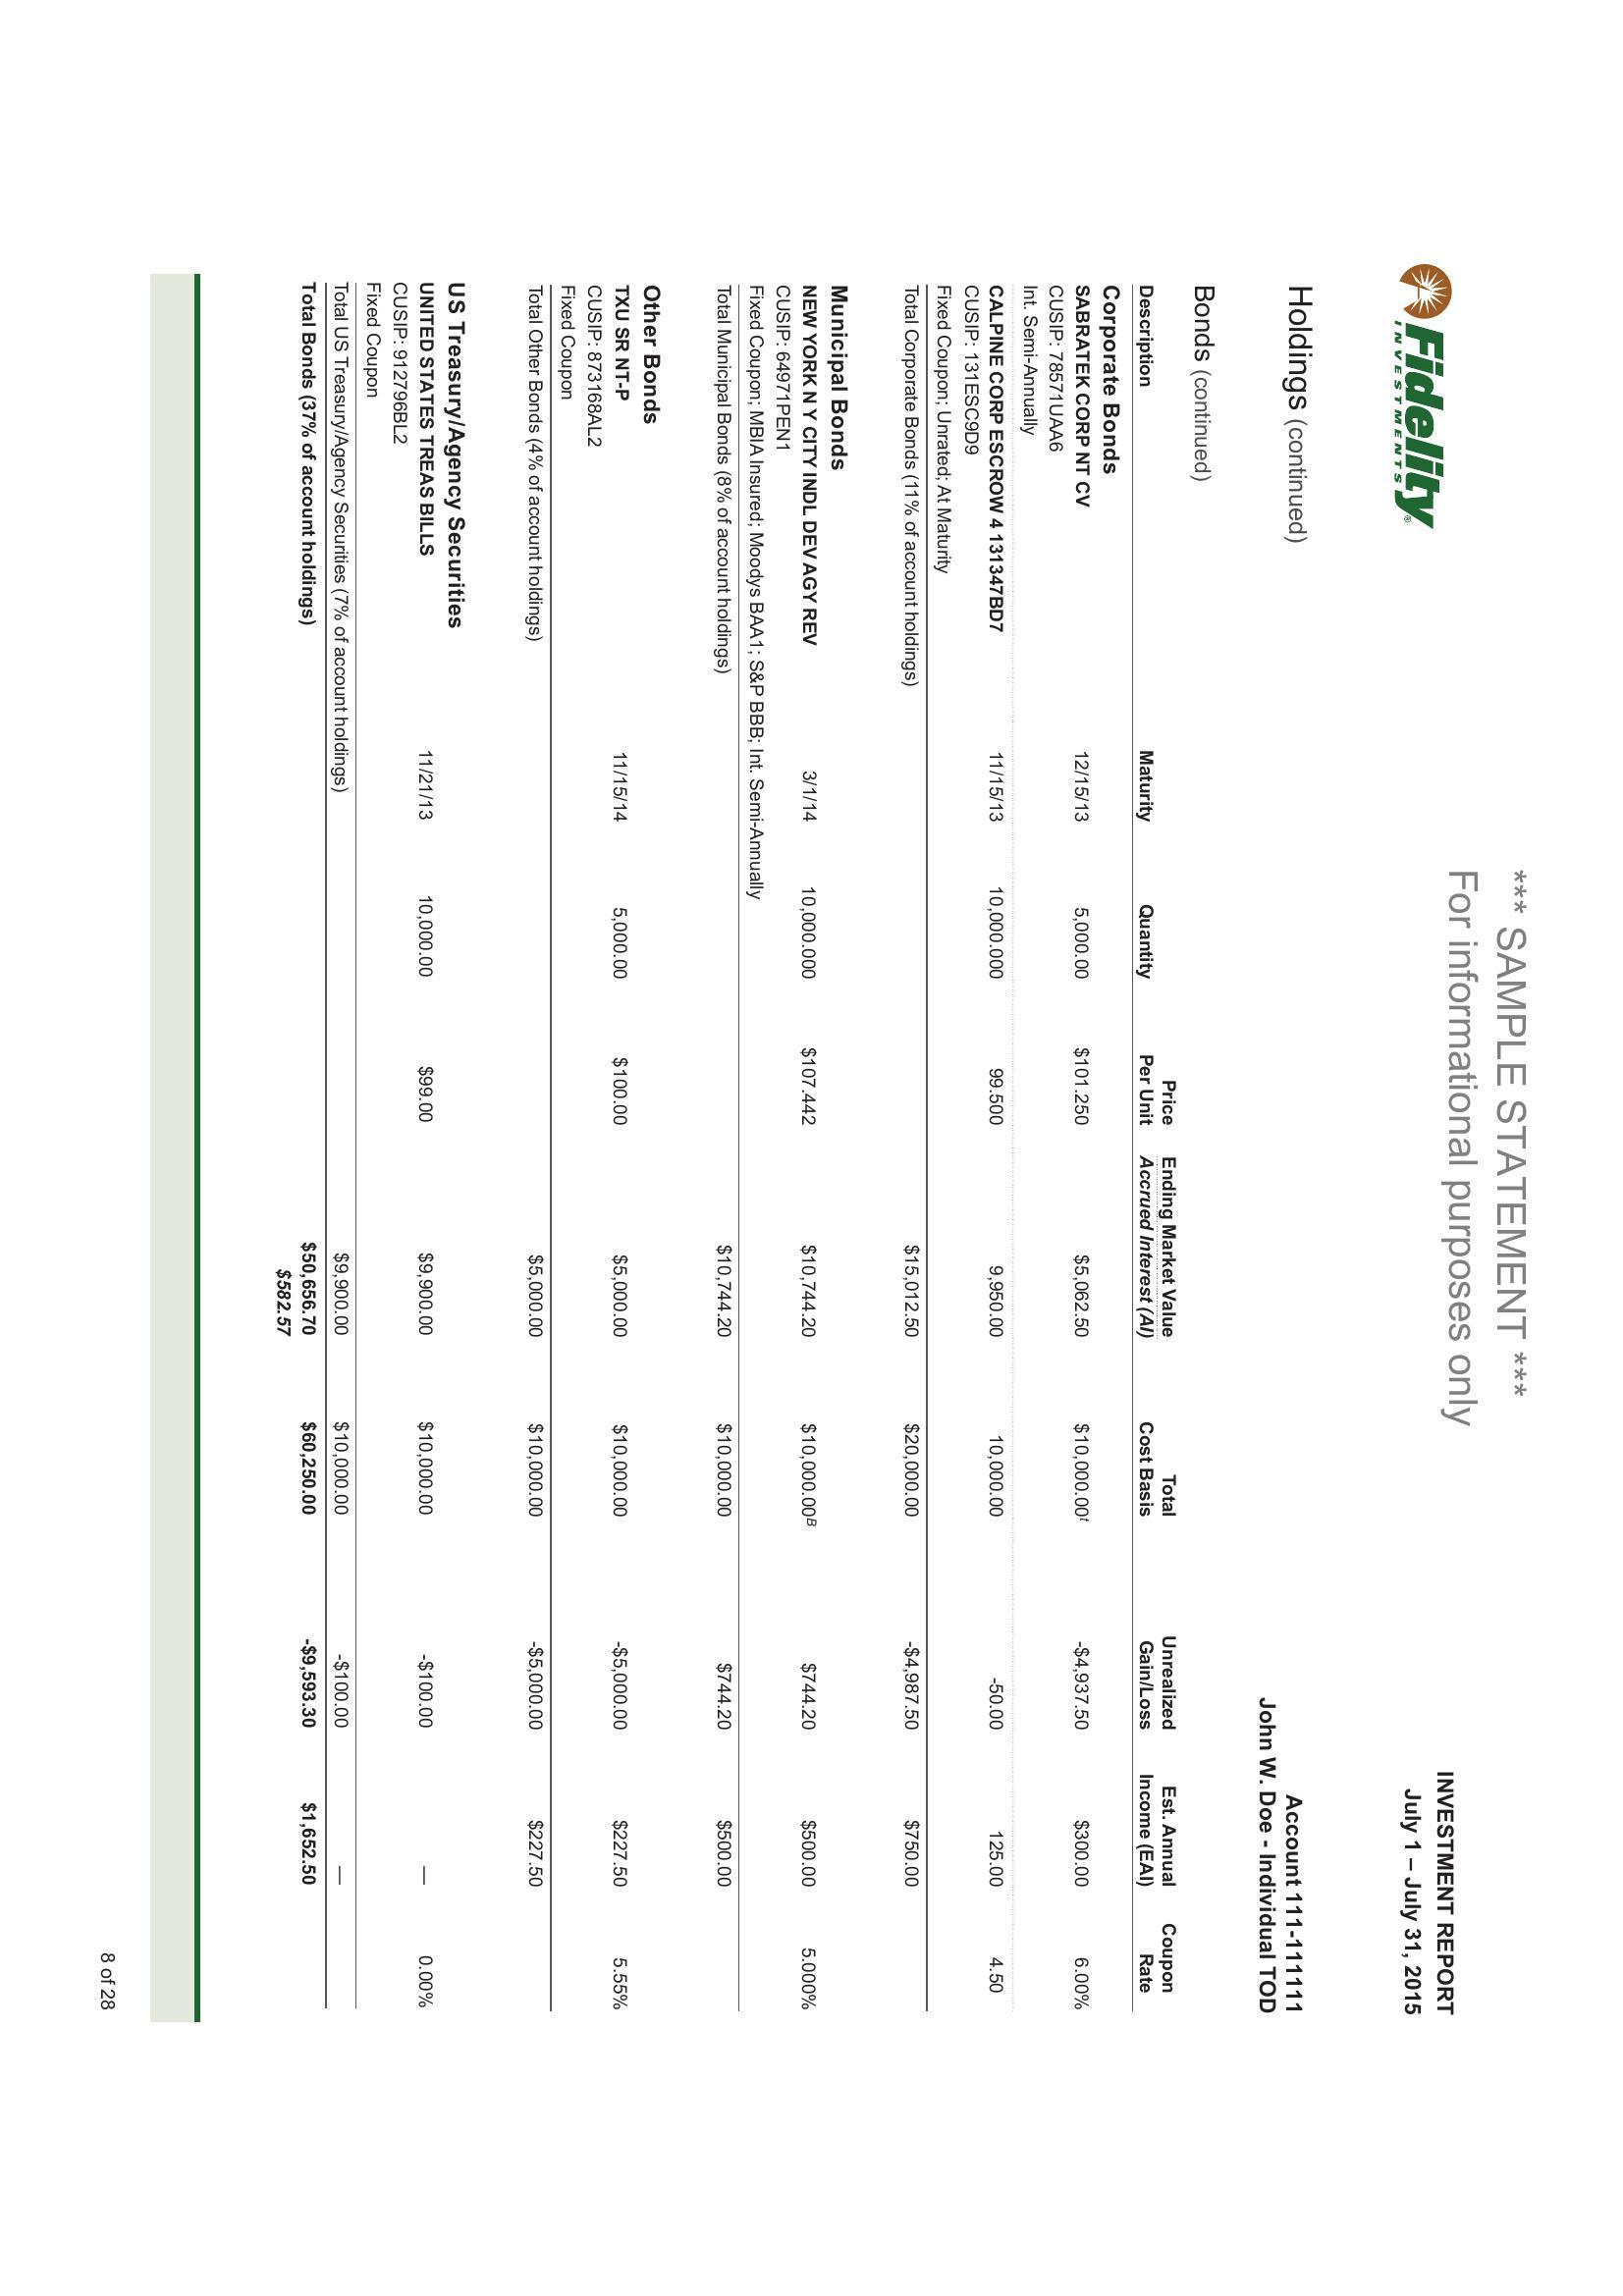 *** SAMPLE STATEMENT ***
For informational purposes only
Fidelity®
INVESTMENTS
INVESTMENT REPORT
July 1 – July 31, 2015
Holdings (continued)
Account 111-111111
John W. Doe - Individual TOD
Bonds (continued)
Description Maturity Quantity Price Per Unit Ending Market Value Accrued Interest (AI) Total Cost Basis Unrealized Gain/Loss Est. Annual Income (EAI) Coupon Rate
Corporate Bonds
SABRATEK CORP NT CV 12/15/13 5,000.00 $101.250 $5,062.50 $10,000.00t -$4,937.50 $300.00 6.00%
CUSIP: 78571UAA6
Int. Semi-Annually
CALPINE CORP ESCROW 4 131347BD7 11/15/13 10,000.000 99.500 9,950.00 10,000.00 -50.00 125.00 4.50
CUSIP: 131ESC9D9
Fixed Coupon; Unrated; At Maturity
Total Corporate Bonds (11% of account holdings) $15,012.50 $20,000.00 -$4,987.50 $750.00
Municipal Bonds
NEW YORK N Y CITY INDL DEV AGY REV 3/1/14 10,000.000 $107.442 $10,744.20 $10,000.00B $744.20 $500.00 5.000%
CUSIP: 64971PEN1
Fixed Coupon; MBIA Insured; Moodys BAA1; S&P BBB; Int. Semi-Annually
Total Municipal Bonds (8% of account holdings) $10,744.20 $10,000.00 $744.20 $500.00
Other Bonds
TXU SR NT-P 11/15/14 5,000.00 $100.00 $5,000.00 $10,000.00 -$5,000.00 $227.50 5.55%
CUSIP: 873168AL2
Fixed Coupon
Total Other Bonds (4% of account holdings) $5,000.00 $10,000.00 -$5,000.00 $227.50
US Treasury/Agency Securities
UNITED STATES TREAS BILLS 11/21/13 10,000.00 $99.00 $9,900.00 $10,000.00 -$100.00 — 0.00%
CUSIP: 912796BL2
Fixed Coupon
Total US Treasury/Agency Securities (7% of account holdings) $9,900.00 $10,000.00 -$100.00 —
Total Bonds (37% of account holdings) $50,656.70 $60,250.00 -$9,593.30 $1,652.50
$582.57
8 of 28